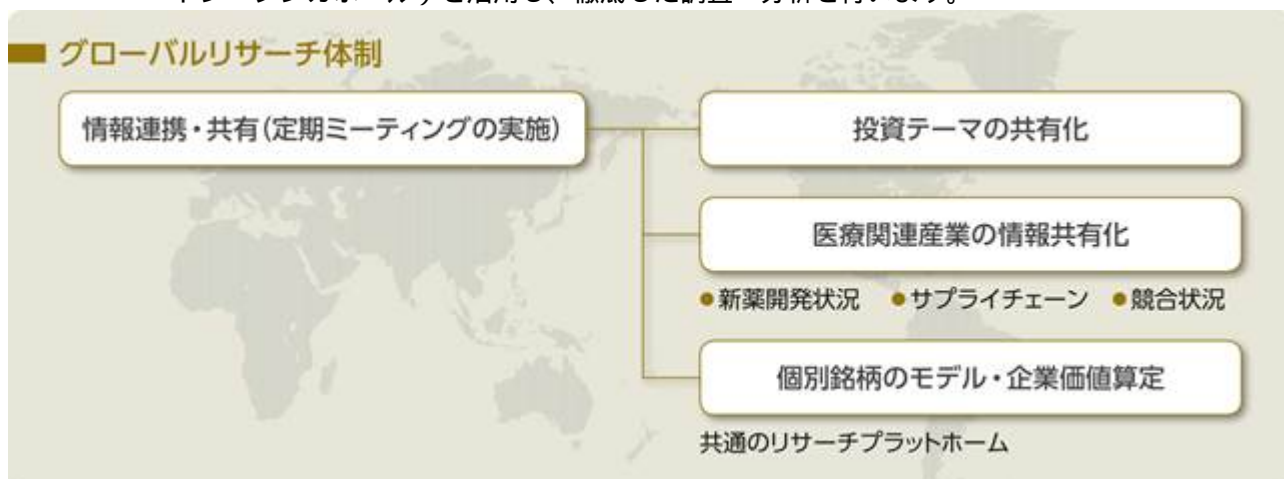 グローバルリサーチ体制
情報連携・共有(定期ミーティングの実施)
投資テーマの共有化
医療関連産業の情報共有化
●新薬開発状況 ●サプライチェーン ●競合状況
個別銘柄のモデル・企業価値算定
共通のリサーチプラットホーム